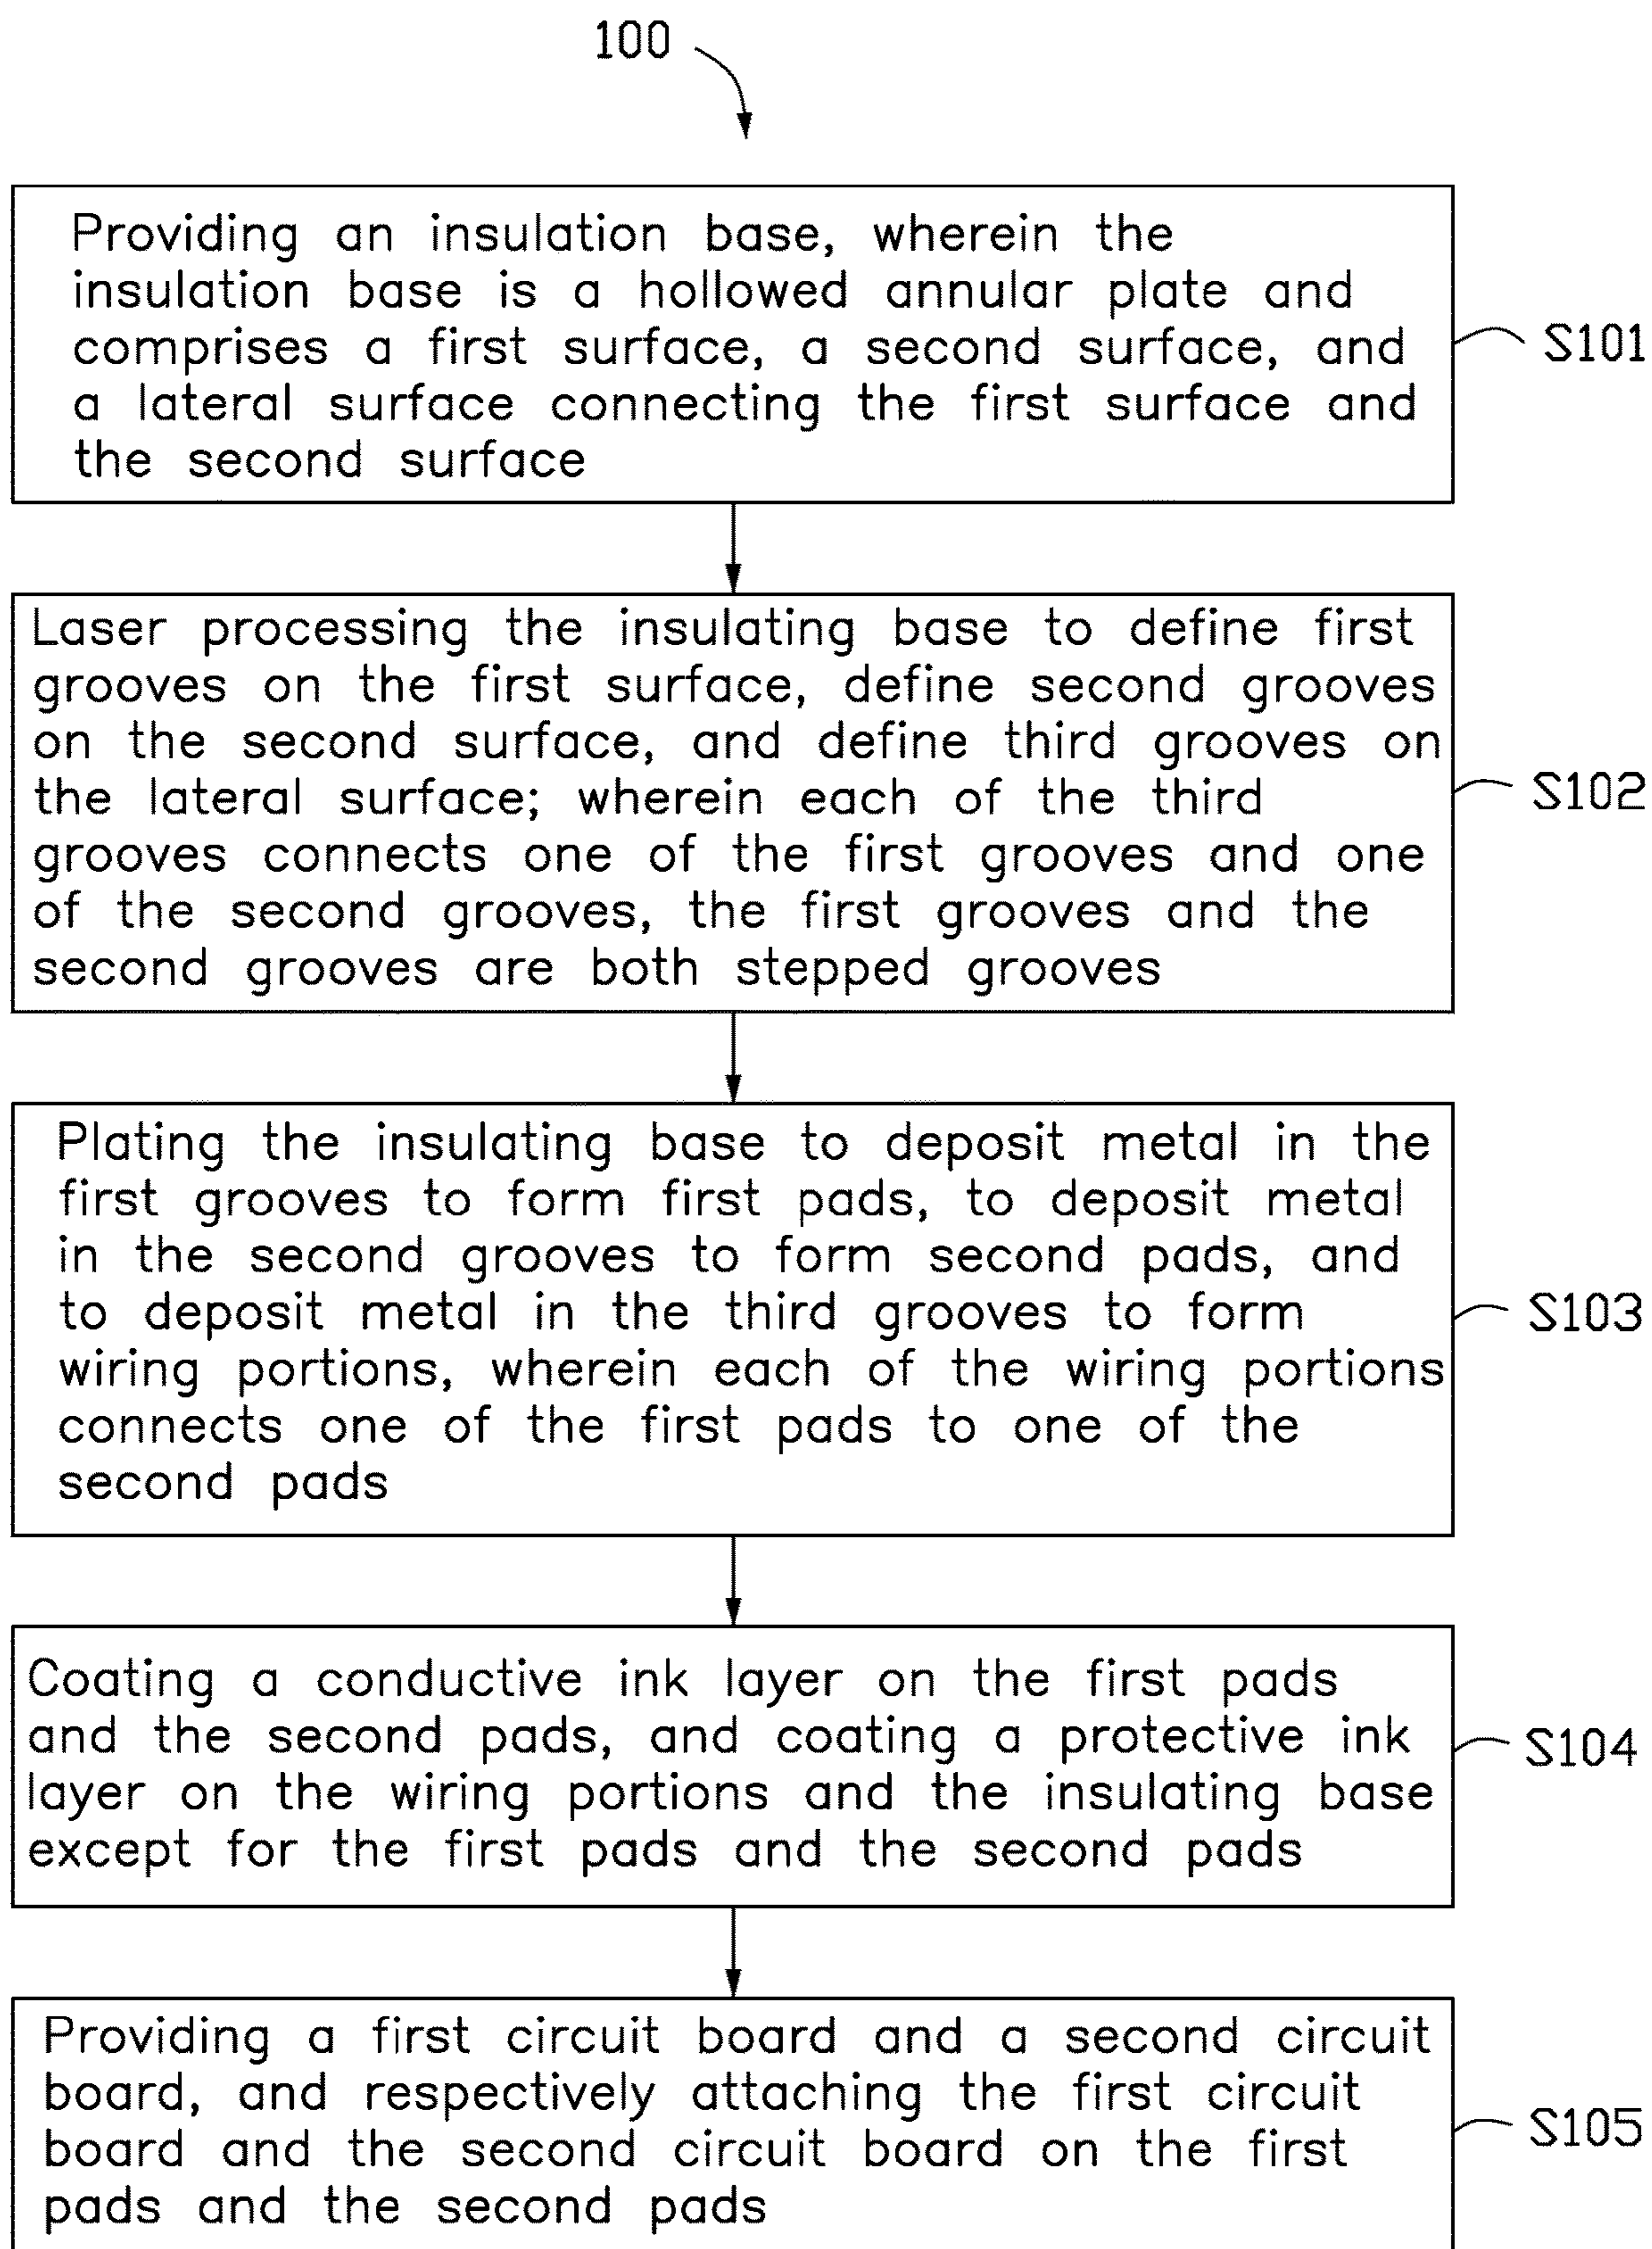 100
Providing an insulation base, wherein the
insulation base is a hollowed annular plate and
comprises a first surface, a second surface, and
a lateral surface connecting the first surface and
the second surface
S101
Laser processing the insulating base to define first
grooves on the first surface, define second grooves
on the second surface, and define third grooves on
the lateral surface; wherein each of the third
grooves connects one of the first grooves and one
of the second grooves, the first grooves and the
second grooves are both stepped grooves
S102
Plating the insulating base to deposit metal in the
first grooves to form first pads, to deposit metal
in the second grooves to form second pads, and
to deposit metal in the third grooves to form
wiring portions, wherein each of the wiring portions
connects one of the first pads to one of the
second pads
S103
Coating a conductive ink layer on the first pads
and the second pads, and coating a protective ink
layer on the wiring portions and the insulating base
except for the first pads and the second pads
S104
Providing a first circuit board and a second circuit
board, and respectively attaching the first circuit
board and the second circuit board on the first
pads and the second pads
S105